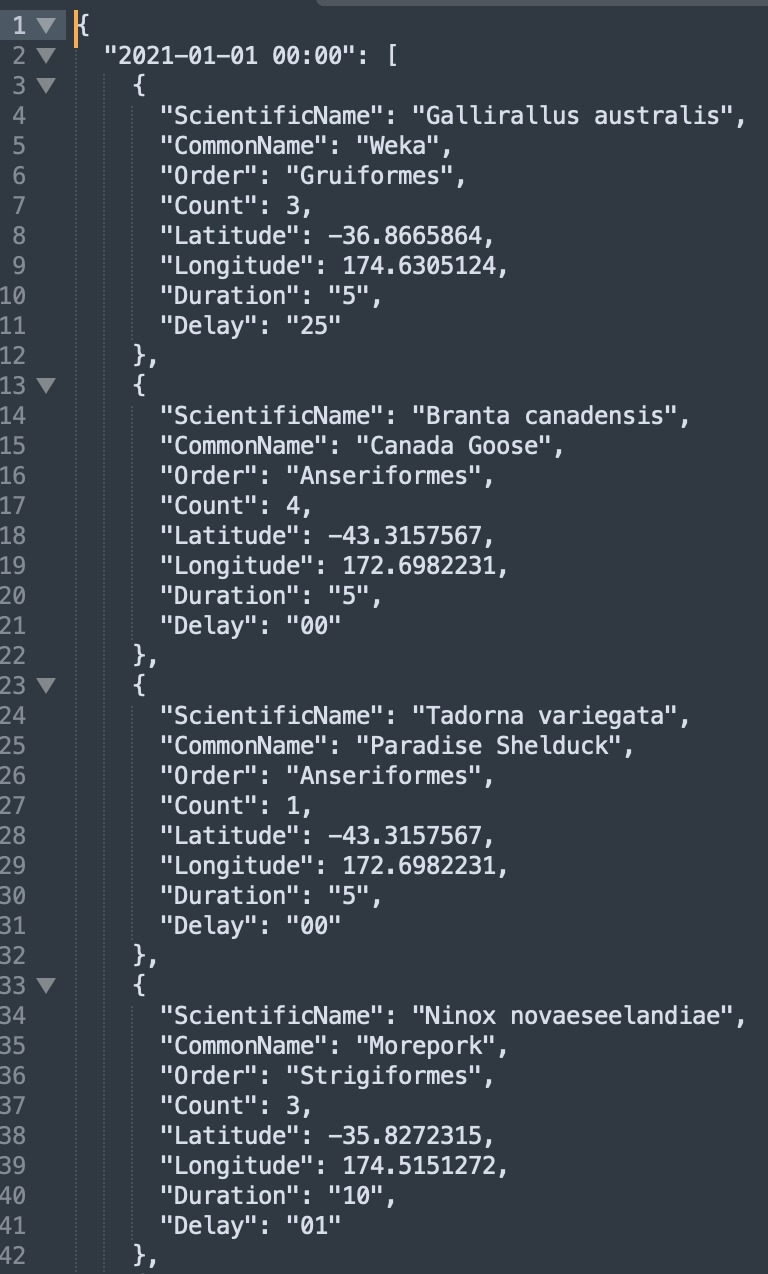 1 {
2 "2021-01-01 00:00": [
3 {
4 "ScientificName": "Gallirallus australis",
5 "CommonName": "Weka",
6 "Order": "Gruiformes",
7 "Count": 3,
8 "Latitude": -36.8665864,
9 "Longitude": 174.6305124,
10 "Duration": "5",
11 "Delay": "25"
12 },
13 {
14 "ScientificName": "Branta canadensis",
15 "CommonName": "Canada Goose",
16 "Order": "Anseriformes",
17 "Count": 4,
18 "Latitude": -43.3157567,
19 "Longitude": 172.6982231,
20 "Duration": "5",
21 "Delay": "00"
22 },
23 {
24 "ScientificName": "Tadorna variegata",
25 "CommonName": "Paradise Shelduck",
26 "Order": "Anseriformes",
27 "Count": 1,
28 "Latitude": -43.3157567,
29 "Longitude": 172.6982231,
30 "Duration": "5",
31 "Delay": "00"
32 },
33 {
34 "ScientificName": "Ninox novaeseelandiae",
35 "CommonName": "Morepork",
36 "Order": "Strigiformes",
37 "Count": 3,
38 "Latitude": -35.8272315,
39 "Longitude": 174.5151272,
40 "Duration": "10",
41 "Delay": "01"
42 },